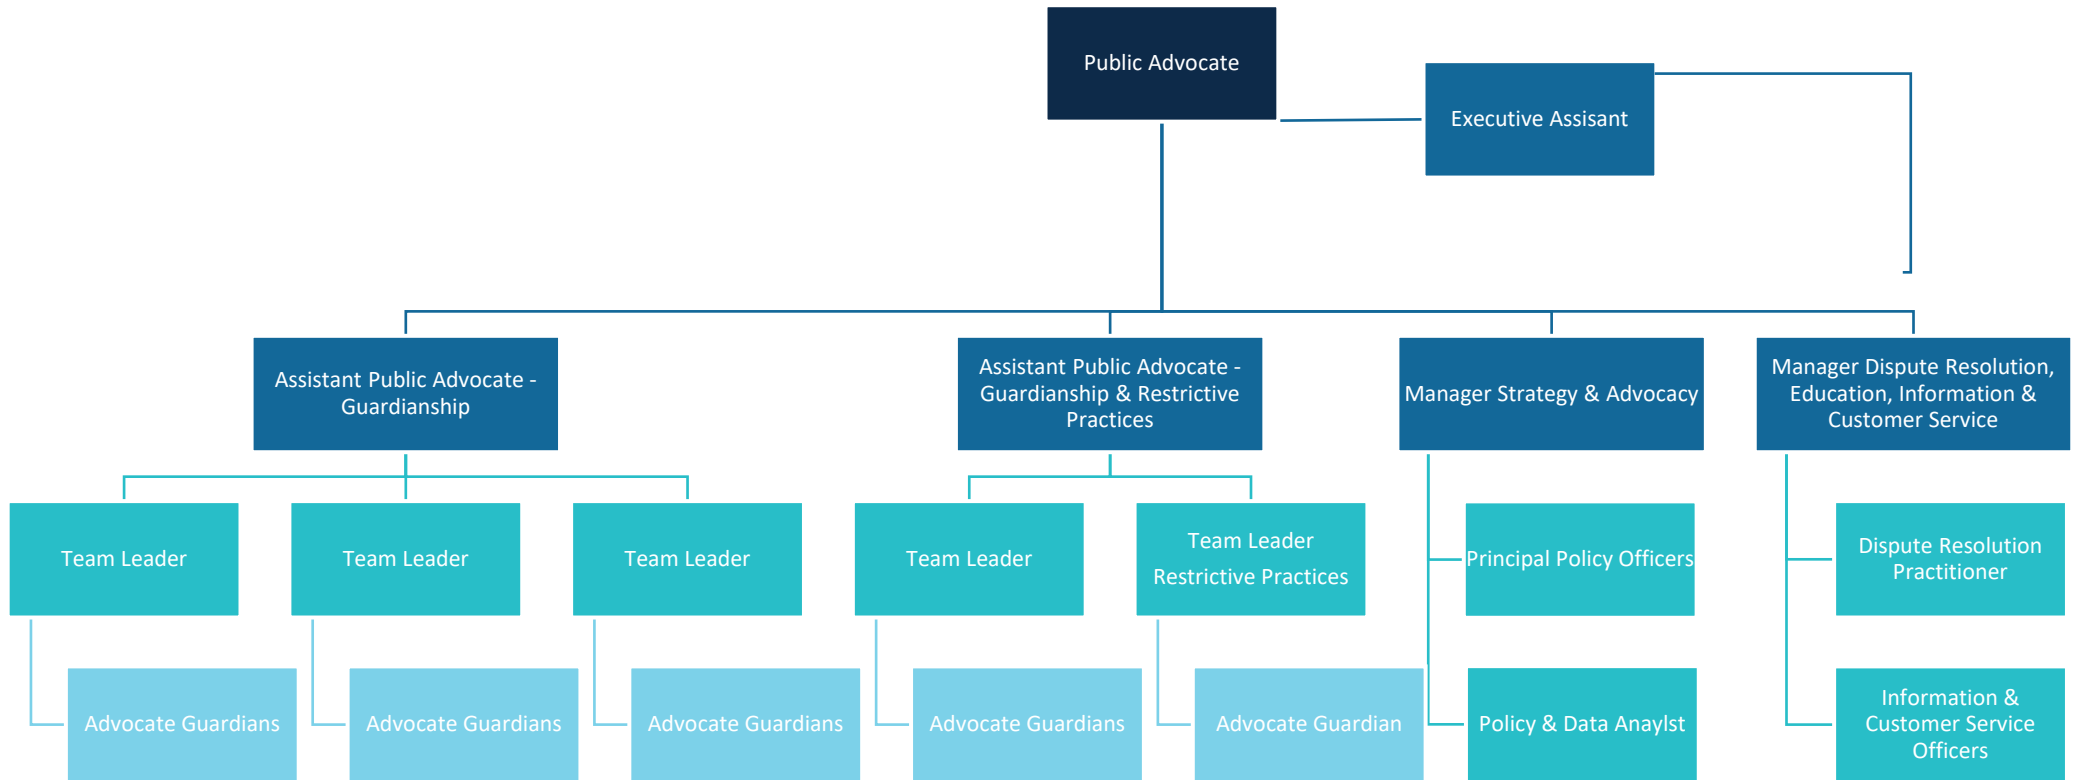 Public Advocate
Executive Assisant
Assistant Public Advocate -
Guardianship
Assistant Public Advocate -
Guardianship & Restrictive
Practices
Manager Strategy & Advocacy
Manager Dispute Resolution,
Education, Information &
Customer Service
Team Leader
Team Leader
Team Leader
Team Leader
Team Leader
Restrictive Practices
Principal Policy Officers
Dispute Resolution
Practitioner
Advocate Guardians
Advocate Guardians
Advocate Guardians
Advocate Guardians
Advocate Guardian
Policy & Data Anaylst
Information &
Customer Service
Officers